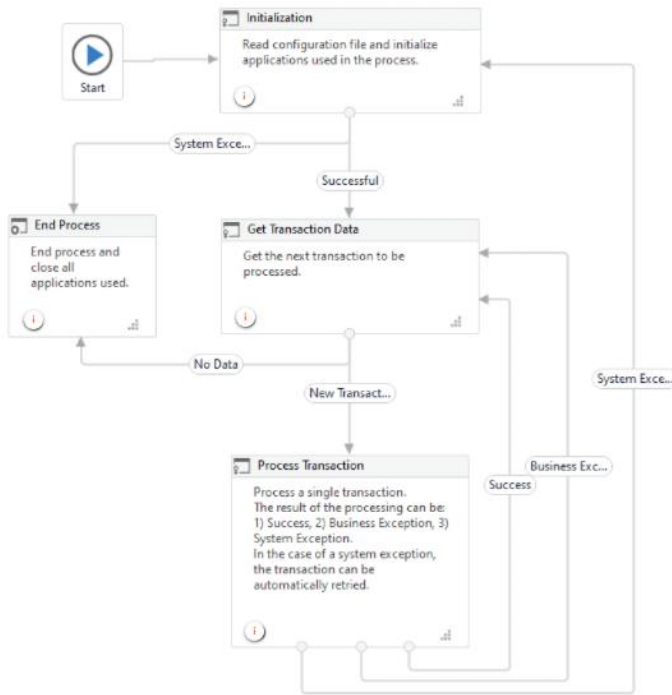 Initialization
Read configuration file and initialize
applications used in the process.
Start
System Exce...
Successful
End Process
End process and
close all
applications used.
Get Transaction Data
Get the next transaction to be
processed.
No Data
New Transact...
System Exce...
Business Exc...
Success
Process Transaction
Process a single transaction.
The result of the processing can be:
1) Success, 2) Business Exception, 3)
System Exception.
In the case of a system exception,
the transaction can be
automatically retried.